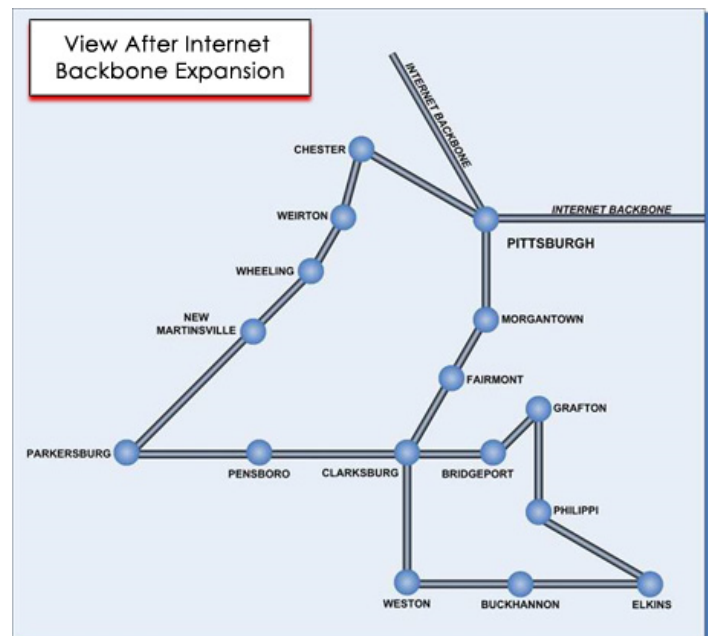 View After Internet
Backbone Expansion
INTERNET BACKBONE
CHESTER
WEIRTON
INTERNET BACKBONE
PITTSBURGH
WHEELING
NEW
MARTINSVILLE
MORGANTOWN
FAIRMONT
GRAFTON
PARKERSBURG
PENSBORO
CLARKSBURG
BRIDGEPORT
PHILIPPI
WESTON
BUCKHANNON
ELKINS